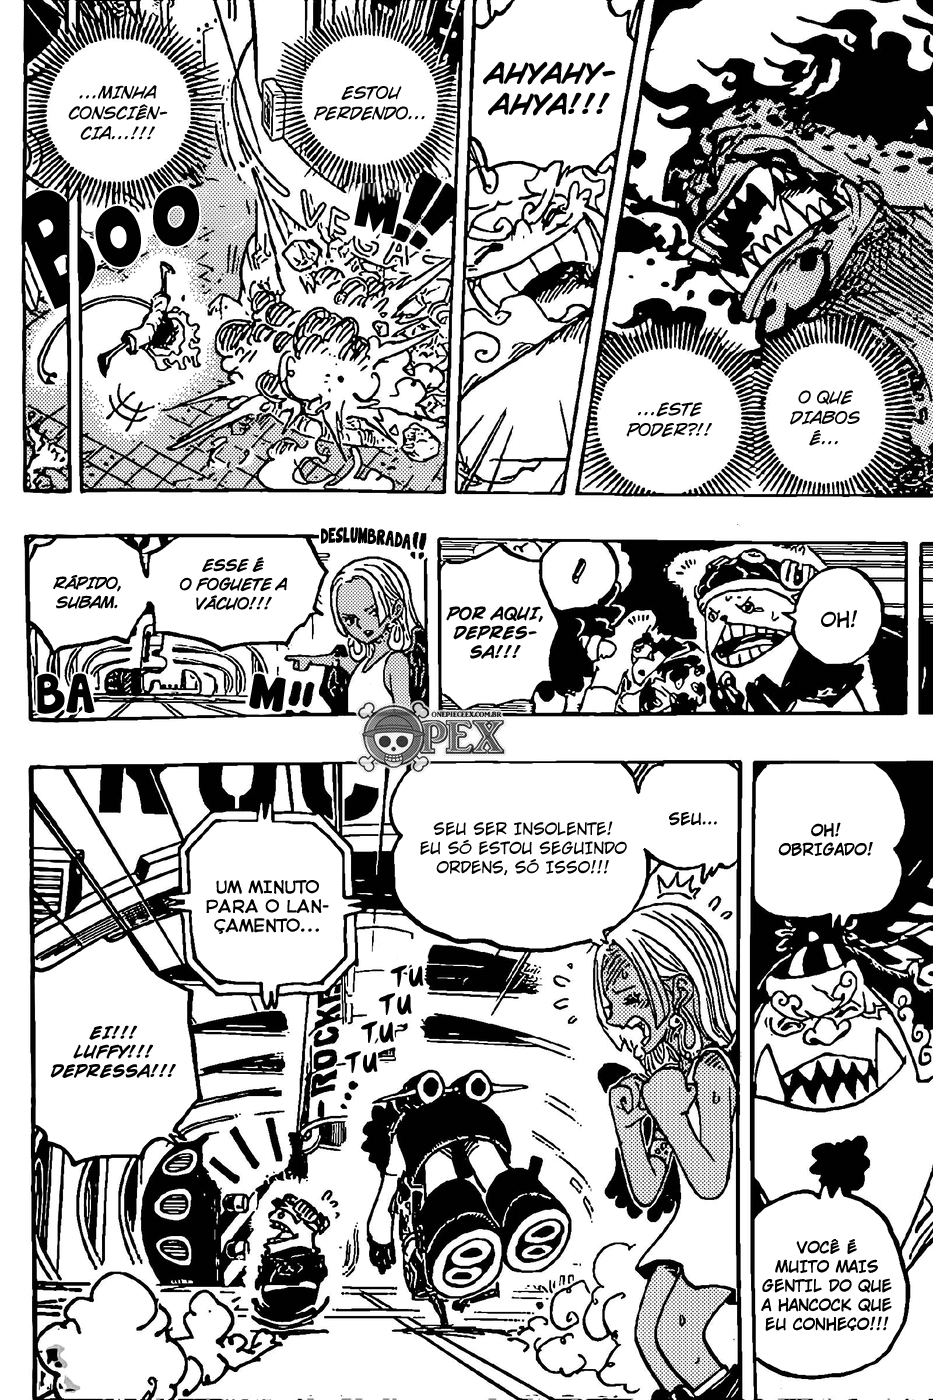 O QUE
DIABOS
É...
...ESTE
PODER?!!
AHYAHY-
AHYA!!!
ESTOU
PERDENDO...
...MINHA
CONSCIÊN-
CIA...!!!
BOO
M!!
VEGA
OH!
POR AQUI,
DEPRES-
SA!!!
DESLUMBRADA!!
ESSE É
O FOGUETE A
VÁCUO!!!
RÁPIDO,
SUBAM.
BA
M!!
ONEPIECEEX.COM.BR
OPEX
OH!
OBRIGADO!
VOCÊ É
MUITO MAIS
GENTIL DO QUE
A HANCOCK QUE
EU CONHEÇO!!!
SEU...
SEU SER INSOLENTE!
EU SÓ ESTOU SEGUINDO
ORDENS, SÓ ISSO!!!
UM MINUTO
PARA O LAN-
ÇAMENTO...
TU
TU
TU
...TU
ROCKE
EI!!!
LUFFY!!!
DEPRESSA!!!